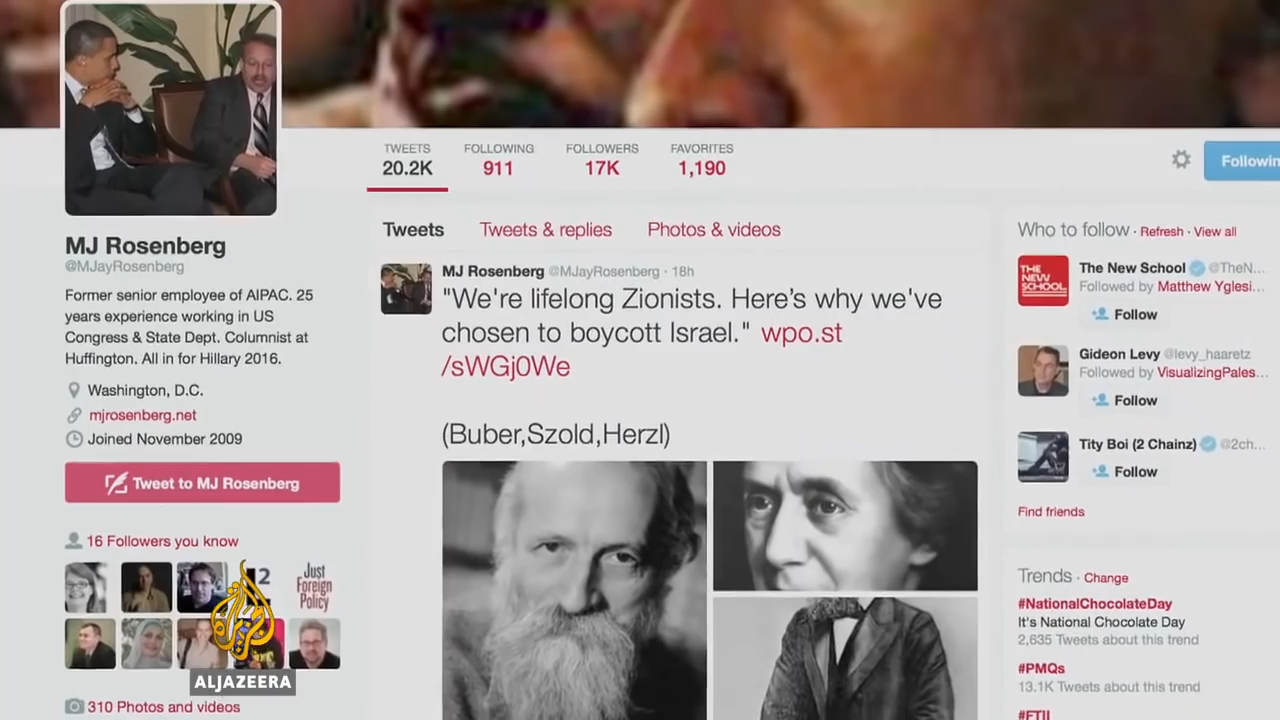 TWEETS
20.2K
FOLLOWING
911
FOLLOWERS
17K
FAVORITES
1,190
Followin
MJ Rosenberg
@MJayRosenberg
Former senior employee of AIPAC. 25
years experience working in US
Congress & State Dept. Columnist at
Huffington. All in for Hillary 2016.
Washington, D.C.
mjrosenberg.net
Joined November 2009
Tweet to MJ Rosenberg
16 Followers you know
2
Just
Foreign
Policy
ALJAZEERA
310 Photos and videos
Tweets
Tweets & replies
Photos & videos
MJ Rosenberg @MJayRosenberg · 18h
"We're lifelong Zionists. Here's why we've
chosen to boycott Israel." wpo.st
/sWGj0We
(Buber,Szold,Herzl)
Who to follow · Refresh · View all
THE
NEW
SCHOOL
The New School @TheN...
Followed by Matthew Yglesi...
Follow
Gideon Levy @levy_haaretz
Followed by VisualizingPales...
Follow
Tity Boi (2 Chainz) @2ch...
Follow
Find friends
Trends · Change
#NationalChocolateDay
It's National Chocolate Day
2,635 Tweets about this trend
#PMQs
13.1K Tweets about this trend